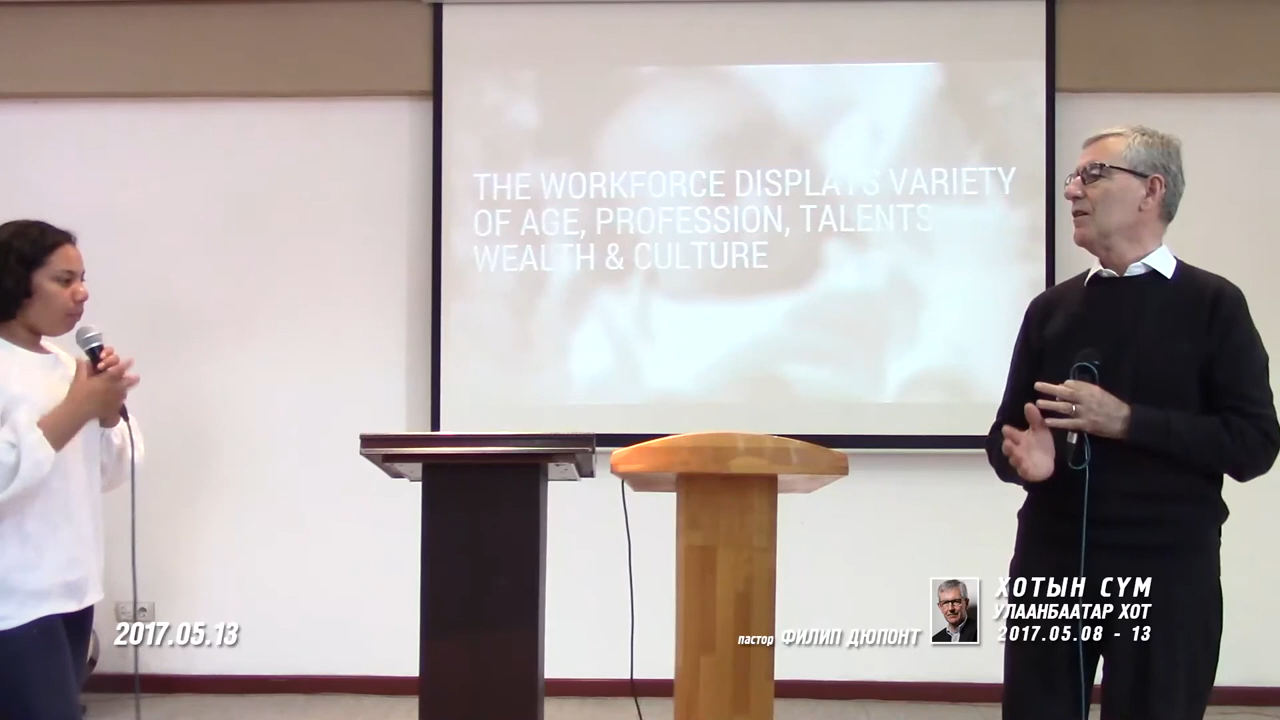 THE WORKFORCE DISPLAYS VARIETY
OF AGE, PROFESSION, TALENTS
WEALTH & CULTURE
2017.05.13
пастор ФИЛИП ДЮПОНТ
ХОТЫН СҮМ
УЛААНБААТАР ХОТ
2017.05.08 - 13